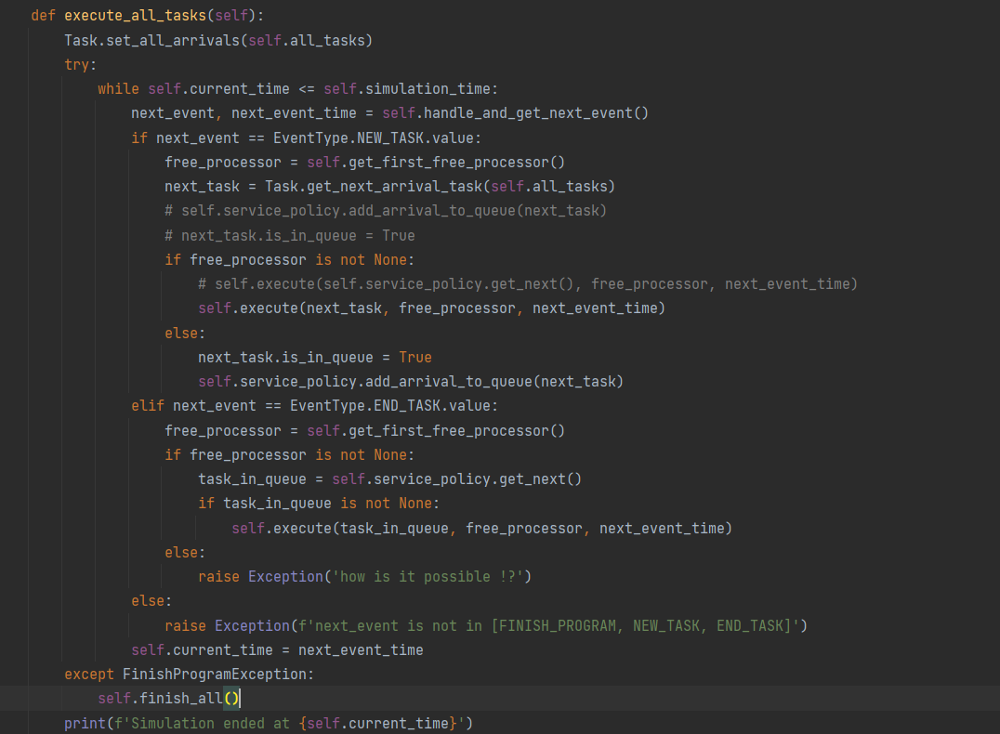 def execute_all_tasks(self):
    Task.set_all_arrivals(self.all_tasks)
    try:
        while self.current_time <= self.simulation_time:
            next_event, next_event_time = self.handle_and_get_next_event()
            if next_event == EventType.NEW_TASK.value:
                free_processor = self.get_first_free_processor()
                next_task = Task.get_next_arrival_task(self.all_tasks)
                # self.service_policy.add_arrival_to_queue(next_task)
                # next_task.is_in_queue = True
                if free_processor is not None:
                    # self.execute(self.service_policy.get_next(), free_processor, next_event_time)
                    self.execute(next_task, free_processor, next_event_time)
                else:
                    next_task.is_in_queue = True
                    self.service_policy.add_arrival_to_queue(next_task)
            elif next_event == EventType.END_TASK.value:
                free_processor = self.get_first_free_processor()
                if free_processor is not None:
                    task_in_queue = self.service_policy.get_next()
                    if task_in_queue is not None:
                        self.execute(task_in_queue, free_processor, next_event_time)
                else:
                    raise Exception('how is it possible !?')
            else:
                raise Exception(f'next_event is not in [FINISH_PROGRAM, NEW_TASK, END_TASK]')
            self.current_time = next_event_time
    except FinishProgramException:
        self.finish_all()
    print(f'Simulation ended at {self.current_time}')